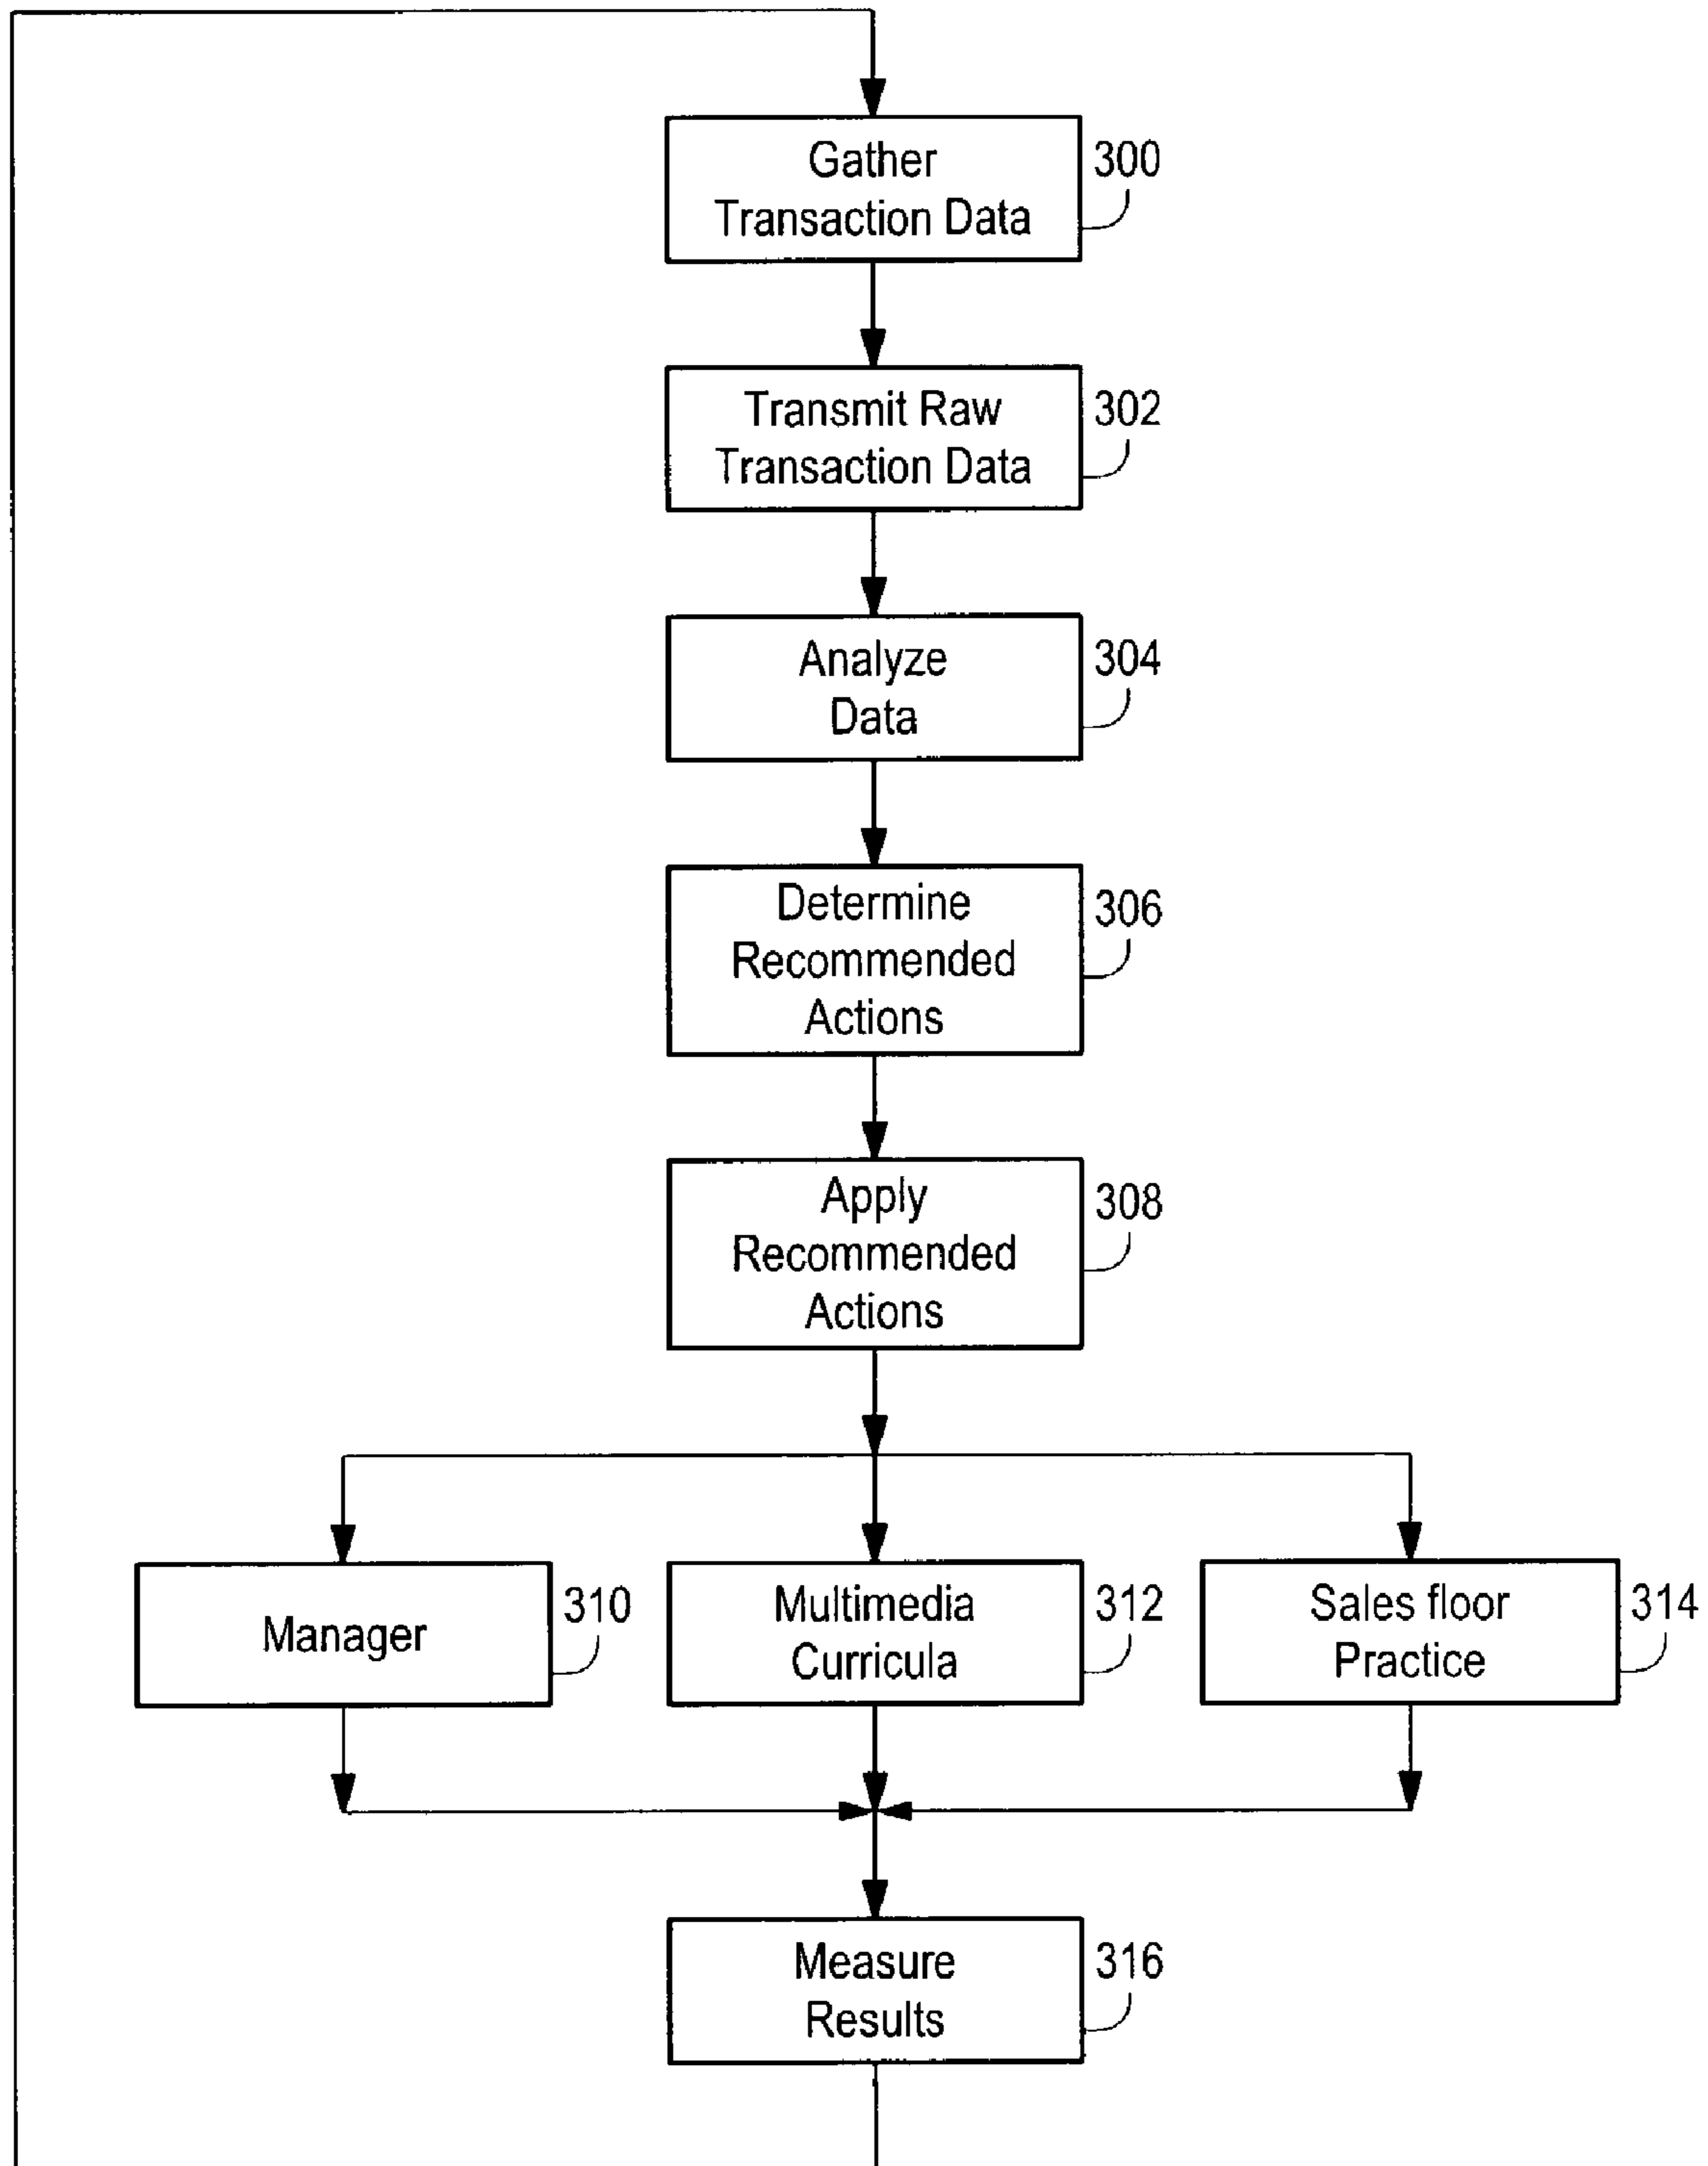 Gather
Transaction Data
300
Transmit Raw
Transaction Data
302
Analyze
Data
304
Determine
Recommended
Actions
306
Apply
Recommended
Actions
308
Manager
310
Multimedia
Curricula
312
Sales floor
Practice
314
Measure
Results
316